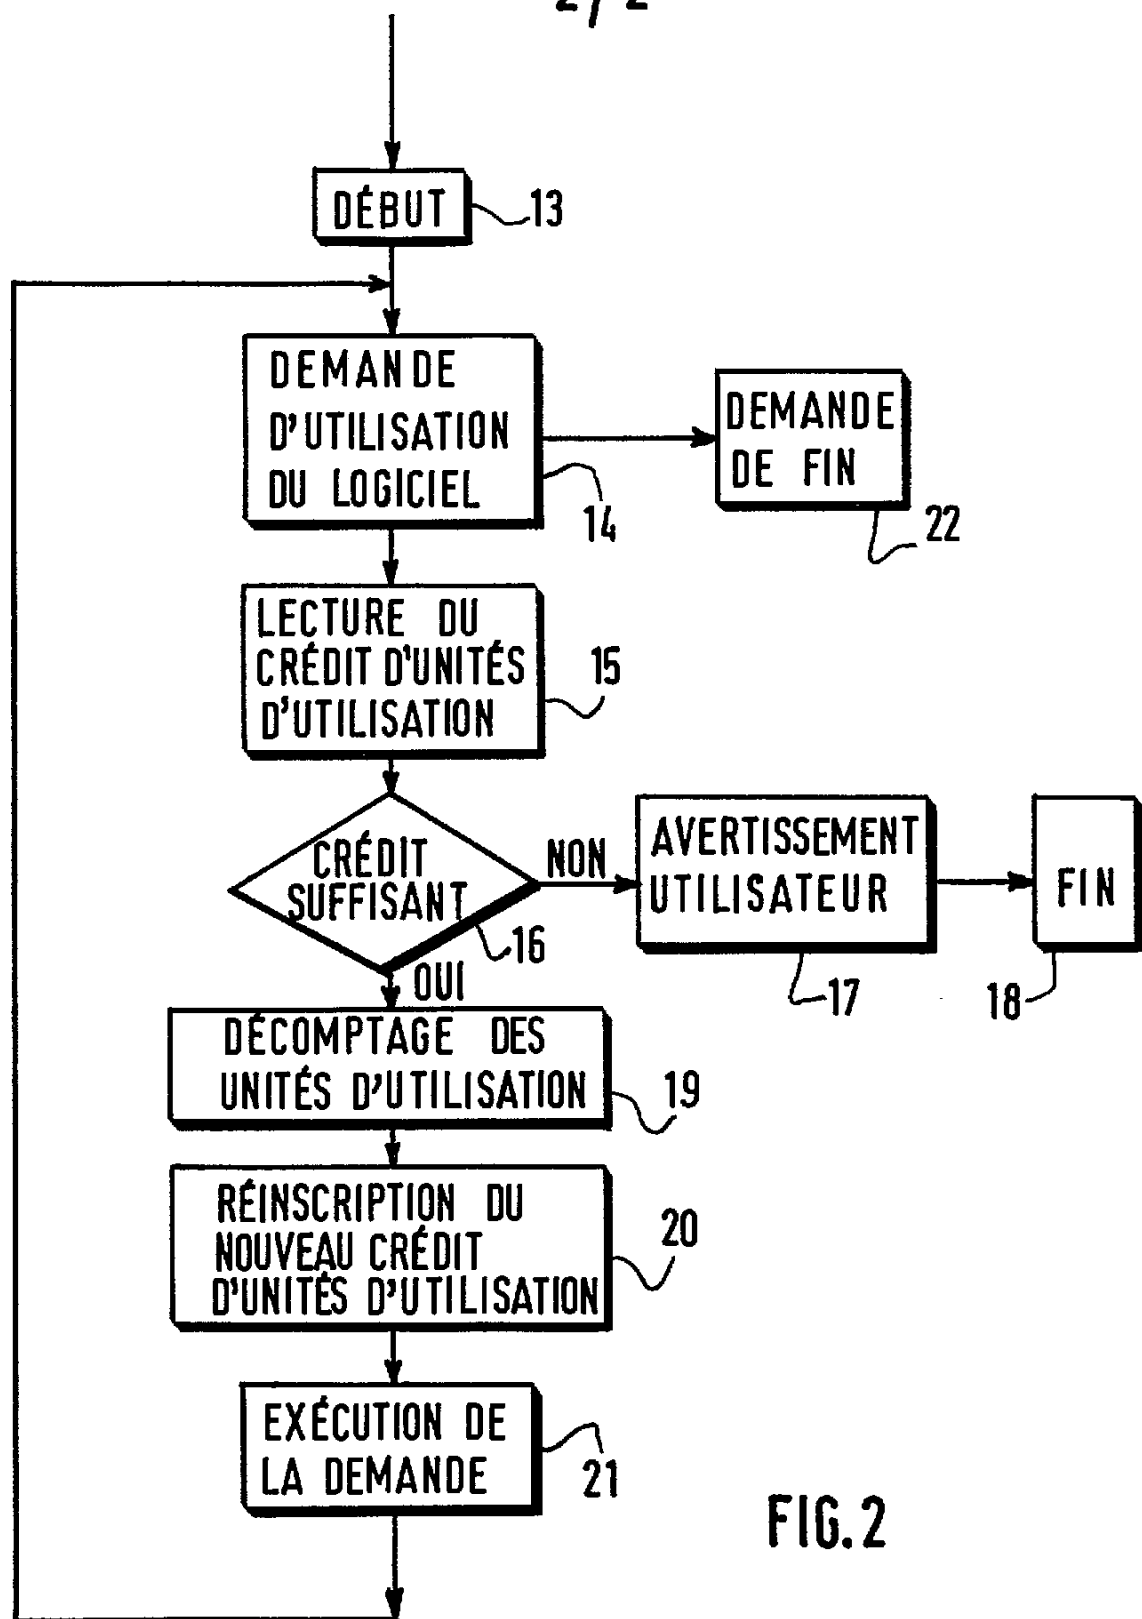 2/2
DÉBUT
13
DEMANDE
D'UTILISATION
DU LOGICIEL
14
DEMANDE
DE FIN
22
LECTURE DU
CRÉDIT D'UNITÉS
D'UTILISATION
15
CRÉDIT
SUFFISANT
16
NON
AVERTISSEMENT
UTILISATEUR
17
FIN
18
OUI
DÉCOMPTAGE DES
UNITÉS D'UTILISATION
19
RÉINSCRIPTION DU
NOUVEAU CRÉDIT
D'UNITÉS D'UTILISATION
20
EXÉCUTION DE
LA DEMANDE
21
FIG.2